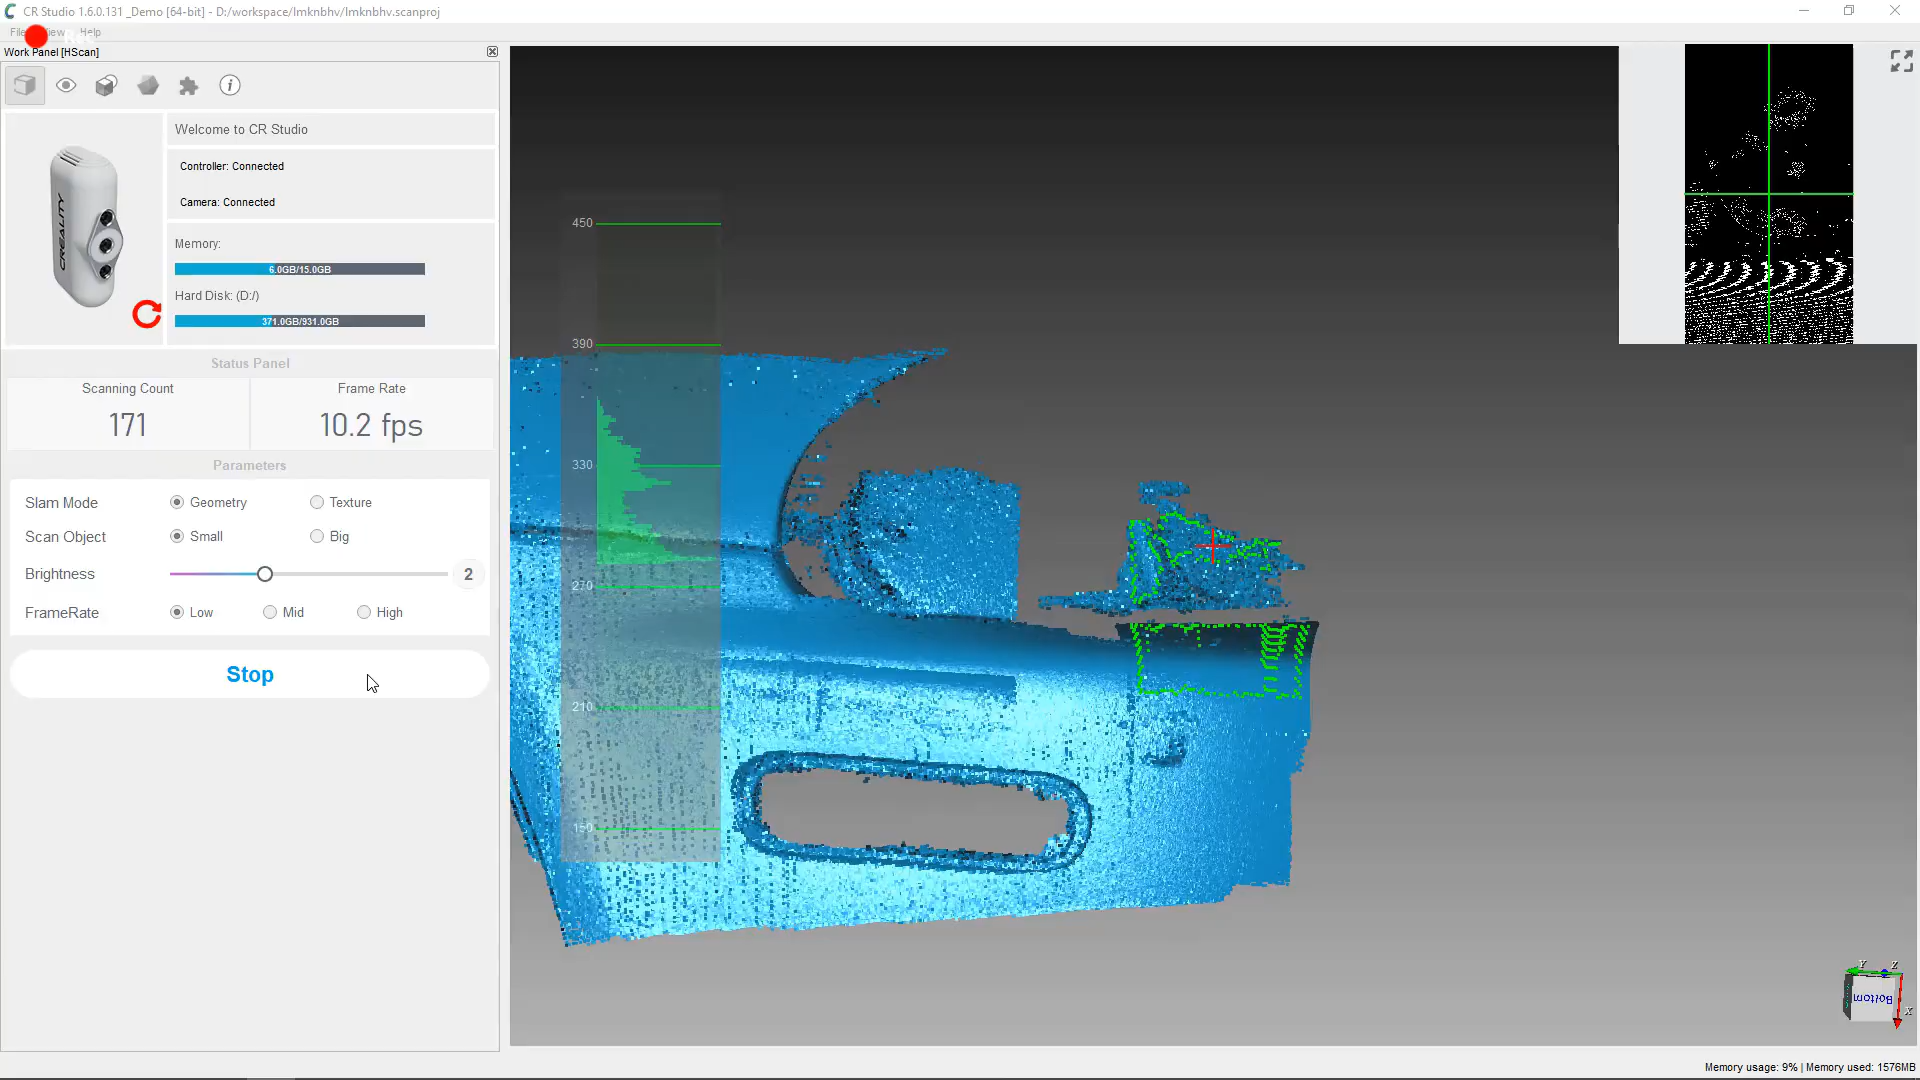 CR Studio 1.6.0.131 _Demo [64-bit] - D:/workspace/lmknbhv/lmknbhv.scanproj
File View Help
Work Panel [HScan]
CREALITY
Welcome to CR Studio
Controller: Connected
Camera: Connected
Memory:
6.0GB/15.0GB
Hard Disk: (D:/)
371.0GB/931.0GB
Status Panel
Scanning Count
Frame Rate
171
10.2 fps
Parameters
Slam Mode Geometry Texture
Scan Object Small Big
Brightness 2
FrameRate Low Mid High
Stop
450
390
330
270
210
150
Y Z
Bottom
X
Memory usage: 9% | Memory used: 1576MB